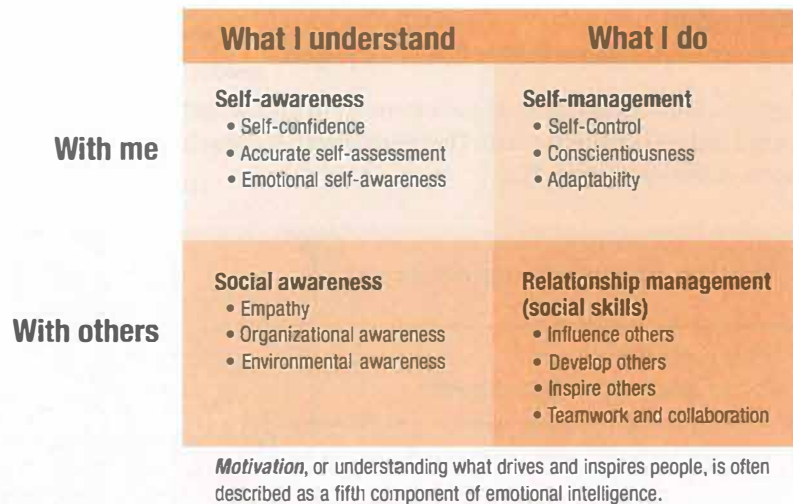 What I understand
What I do
With me
Self-awareness
• Self-confidence
• Accurate self-assessment
• Emotional self-awareness
Self-management
• Self-Control
• Conscientiousness
• Adaptability
With others
Social awareness
• Empathy
• Organizational awareness
• Environmental awareness
Relationship management
(social skills)
• Influence others
• Develop others
• Inspire others
• Teamwork and collaboration
Motivation, or understanding what drives and inspires people, is often
described as a fifth component of emotional intelligence.